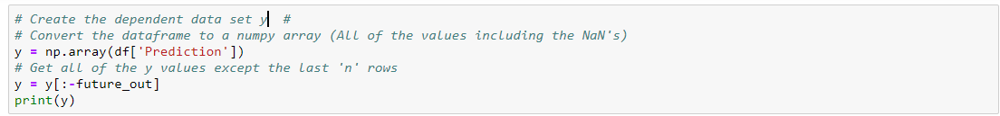 # Create the dependent data set y  #
# Convert the dataframe to a numpy array (All of the values including the NaN's)
y = np.array(df['Prediction'])
# Get all of the y values except the last 'n' rows
y = y[:-future_out]
print(y)